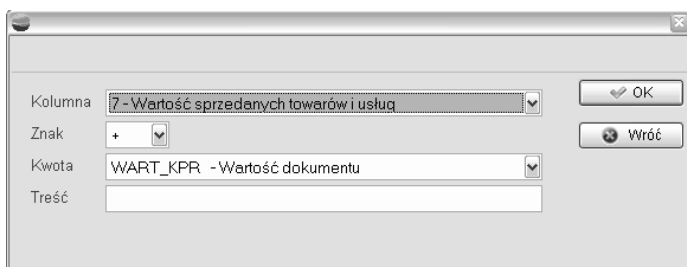 Kolumna 7 - Wartość sprzedanych towarów i usług OK
Znak + Wróć
Kwota WART_KPR - Wartość dokumentu
Treść